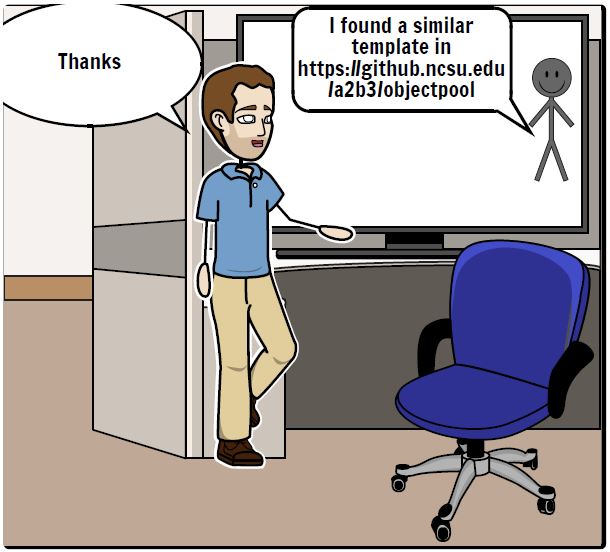 Thanks
I found a similar
template in
https://github.ncsu.edu
/a2b3/objectpool